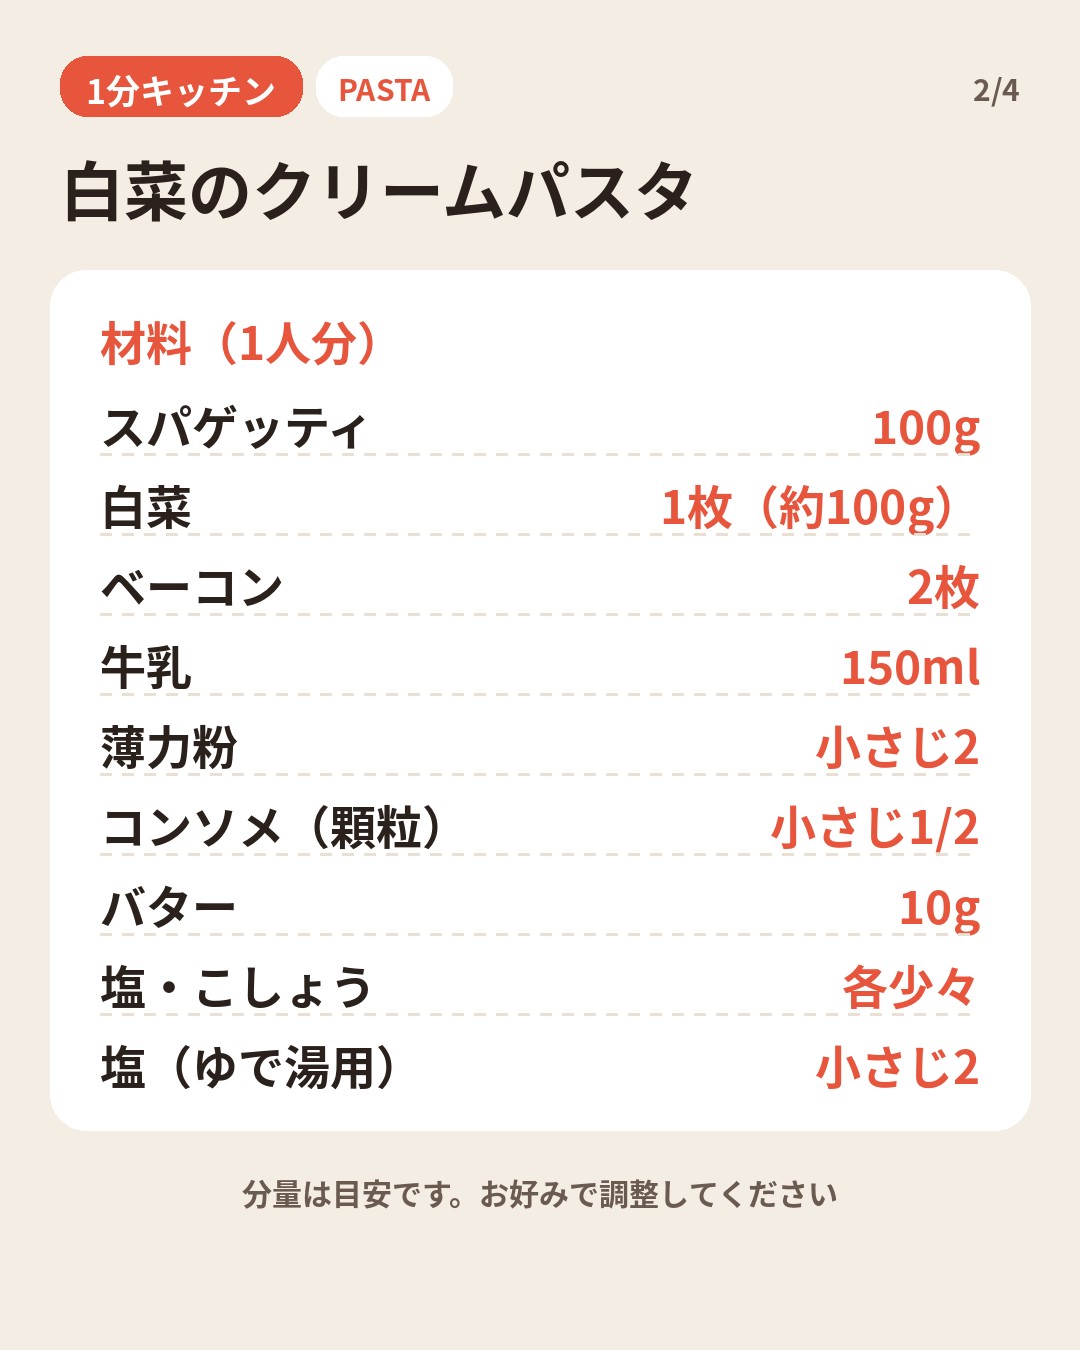 1分キッチン PASTA 2/4
白菜のクリームパスタ
材料（1人分）
スパゲッティ 100g
白菜 1枚（約100g）
ベーコン 2枚
牛乳 150ml
薄力粉 小さじ2
コンソメ（顆粒） 小さじ1/2
バター 10g
塩・こしょう 各少々
塩（ゆで湯用） 小さじ2
分量は目安です。お好みで調整してください